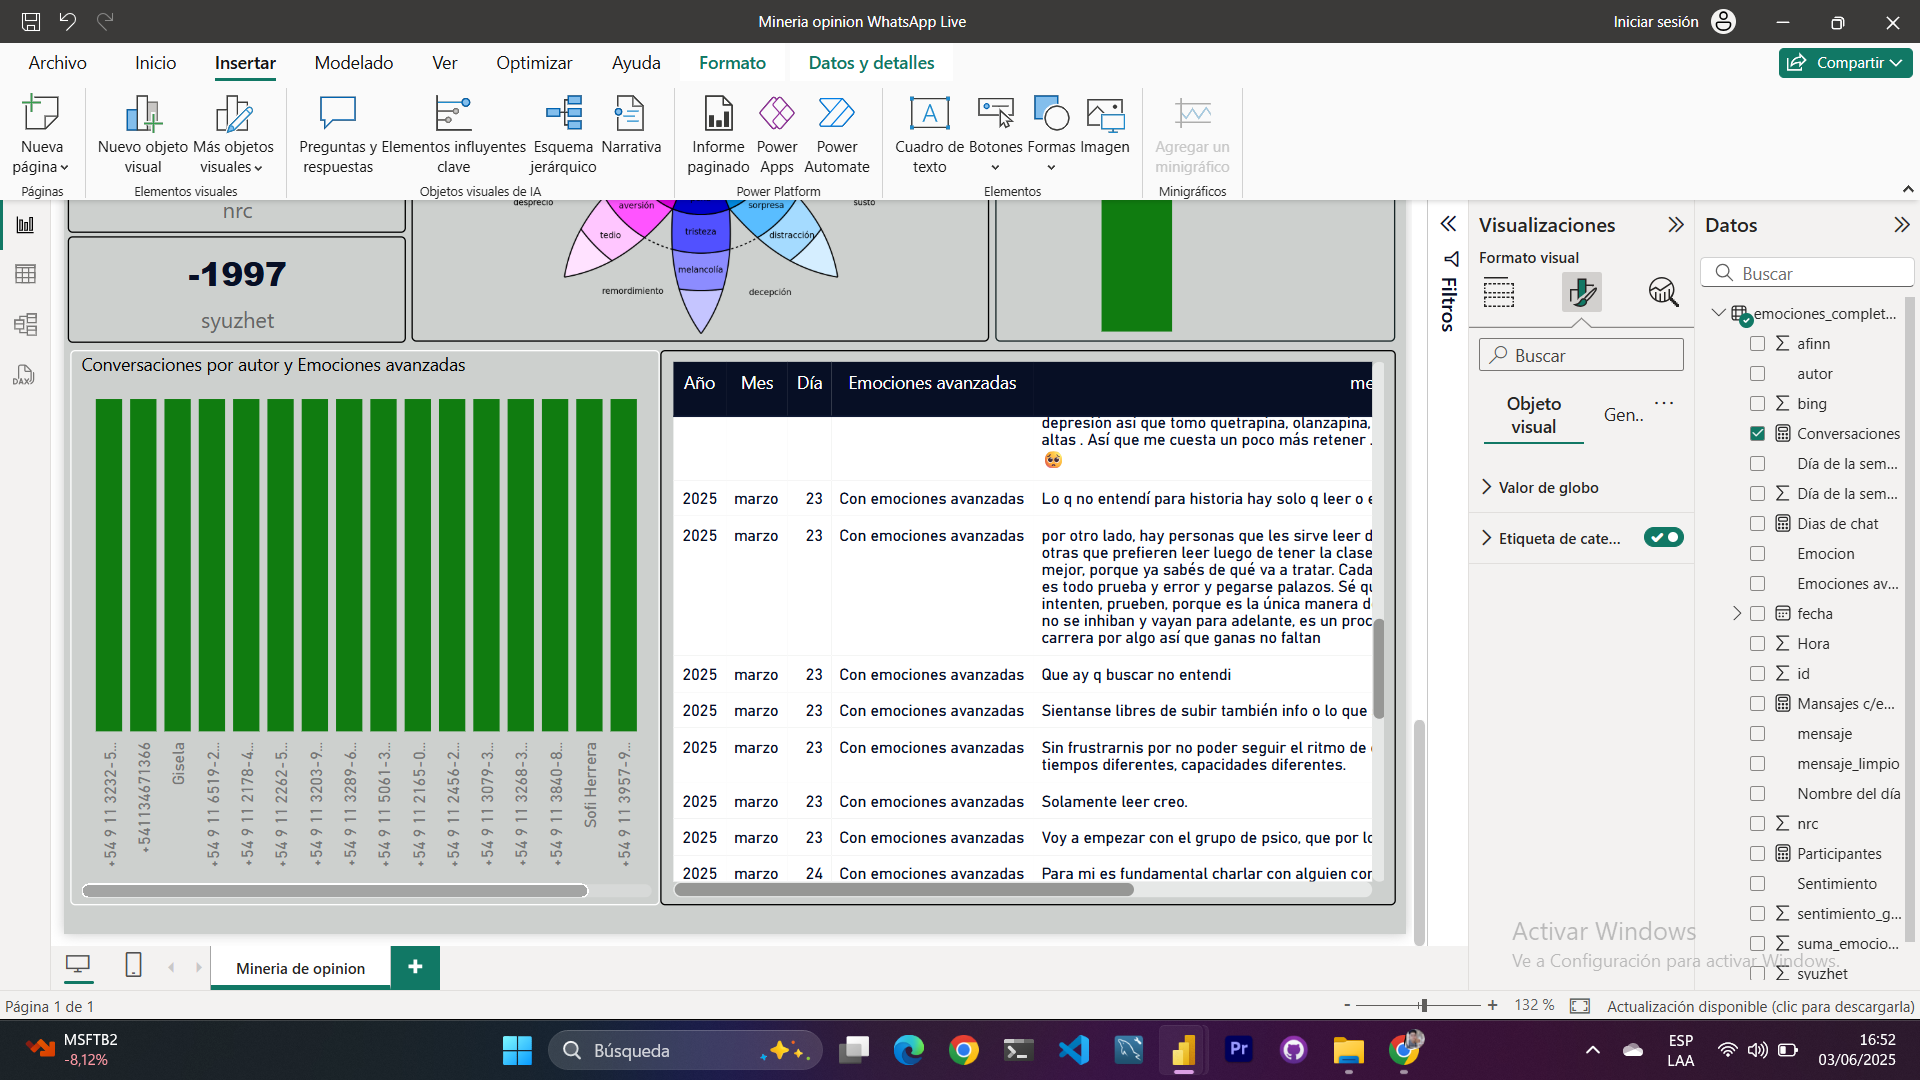 Mineria opinion WhatsApp Live
Iniciar sesión
Archivo
Inicio
Insertar
Modelado
Ver
Optimizar
Ayuda
Formato
Datos y detalles
Compartir
Nueva página
Nuevo objeto visual
Más objetos visuales
Preguntas y respuestas
Elementos influyentes clave
Esquema jerárquico
Narrativa
Informe paginado
Power Apps
Power Automate
Cuadro de texto
Botones
Formas
Imagen
Agregar un minigráfico
Páginas
Elementos visuales
Objetos visuales de IA
Power Platform
Elementos
Minigráficos
nrc
-1997
syuzhet
desprecio
aversión
sorpresa
susto
tedio
tristeza
distracción
melancolía
remordimiento
decepción
Conversaciones por autor y Emociones avanzadas
+54 9 11 3232-5...
+541134671366
Gisela
+54 9 11 6519-2...
+54 9 11 2178-4...
+54 9 11 2262-5...
+54 9 11 3203-9...
+54 9 11 3289-6...
+54 9 11 5061-3...
+54 9 11 2165-0...
+54 9 11 2456-2...
+54 9 11 3079-3...
+54 9 11 3268-3...
+54 9 11 3840-8...
Sofi Herrera
+54 9 11 3957-9...
Año Mes Día Emociones avanzadas me
depresión así que tomo quetrapina, olanzapina,
altas . Así que me cuesta un poco más retener .
🥺
2025 marzo 23 Con emociones avanzadas Lo q no entendí para historia hay solo q leer o e
2025 marzo 23 Con emociones avanzadas por otro lado, hay personas que les sirve leer d
otras que prefieren leer luego de tener la clase
mejor, porque ya sabés de qué va a tratar. Cada
es todo prueba y error y pegarse palazos. Sé qu
intenten, prueben, porque es la única manera d
no se inhiban y vayan para adelante, es un proc
carrera por algo así que ganas no faltan
2025 marzo 23 Con emociones avanzadas Que ay q buscar no entendi
2025 marzo 23 Con emociones avanzadas Sientanse libres de subir también info o lo que
2025 marzo 23 Con emociones avanzadas Sin frustrarnis por no poder seguir el ritmo de
tiempos diferentes, capacidades diferentes.
2025 marzo 23 Con emociones avanzadas Solamente leer creo.
2025 marzo 23 Con emociones avanzadas Voy a empezar con el grupo de psico, que por lo
2025 marzo 24 Con emociones avanzadas Para mi es fundamental charlar con alguien con
Filtros
Visualizaciones
Formato visual
Buscar
Objeto visual
Gen..
...
Valor de globo
Etiqueta de cate...
Datos
Buscar
emociones_complet...
afinn
autor
bing
Conversaciones
Día de la sem...
Día de la sem...
Dias de chat
Emocion
Emociones av...
fecha
Hora
id
Mansajes c/e...
mensaje
mensaje_limpio
Nombre del día
nrc
Participantes
Sentimiento
sentimiento_g...
suma_emocio...
syuzhet
Activar Windows
Ve a Configuración para activar Windows.
Mineria de opinion
+
Página 1 de 1
- + 132 %
Actualización disponible (clic para descargarla)
MSFTB2
-8,12%
Búsqueda
Pr
ESP
LAA
16:52
03/06/2025
DAX